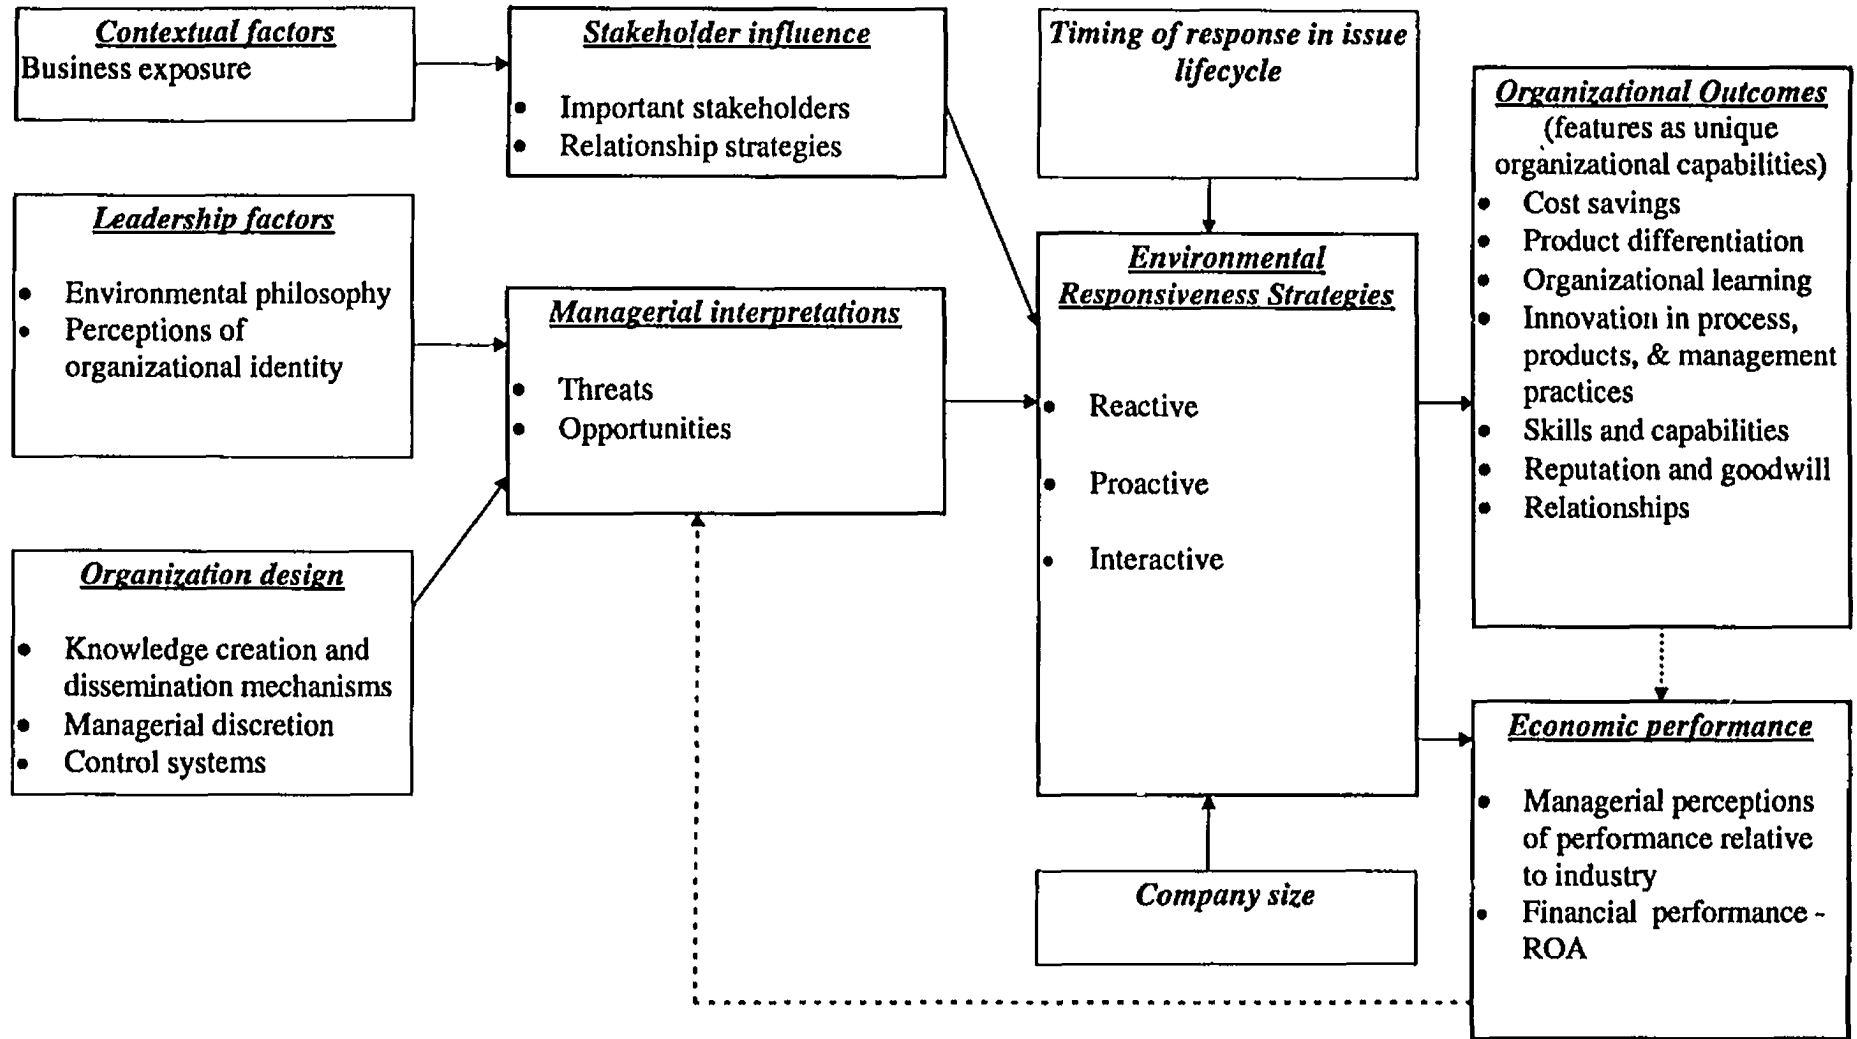 Contextual factors
Business exposure
Stakeholder influence
• Important stakeholders
• Relationship strategies
Timing of response in issue
lifecycle
Organizational Outcomes
(features as unique
organizational capabilities)
• Cost savings
• Product differentiation
• Organizational learning
• Innovation in process,
products, & management
practices
• Skills and capabilities
• Reputation and goodwill
• Relationships
Leadership factors
• Environmental philosophy
• Perceptions of
organizational identity
Managerial interpretations
• Threats
• Opportunities
Environmental
Responsiveness Strategies
• Reactive
• Proactive
• Interactive
Organization design
• Knowledge creation and
dissemination mechanisms
• Managerial discretion
• Control systems
Economic performance
• Managerial perceptions
of performance relative
to industry
• Financial performance -
ROA
Company size